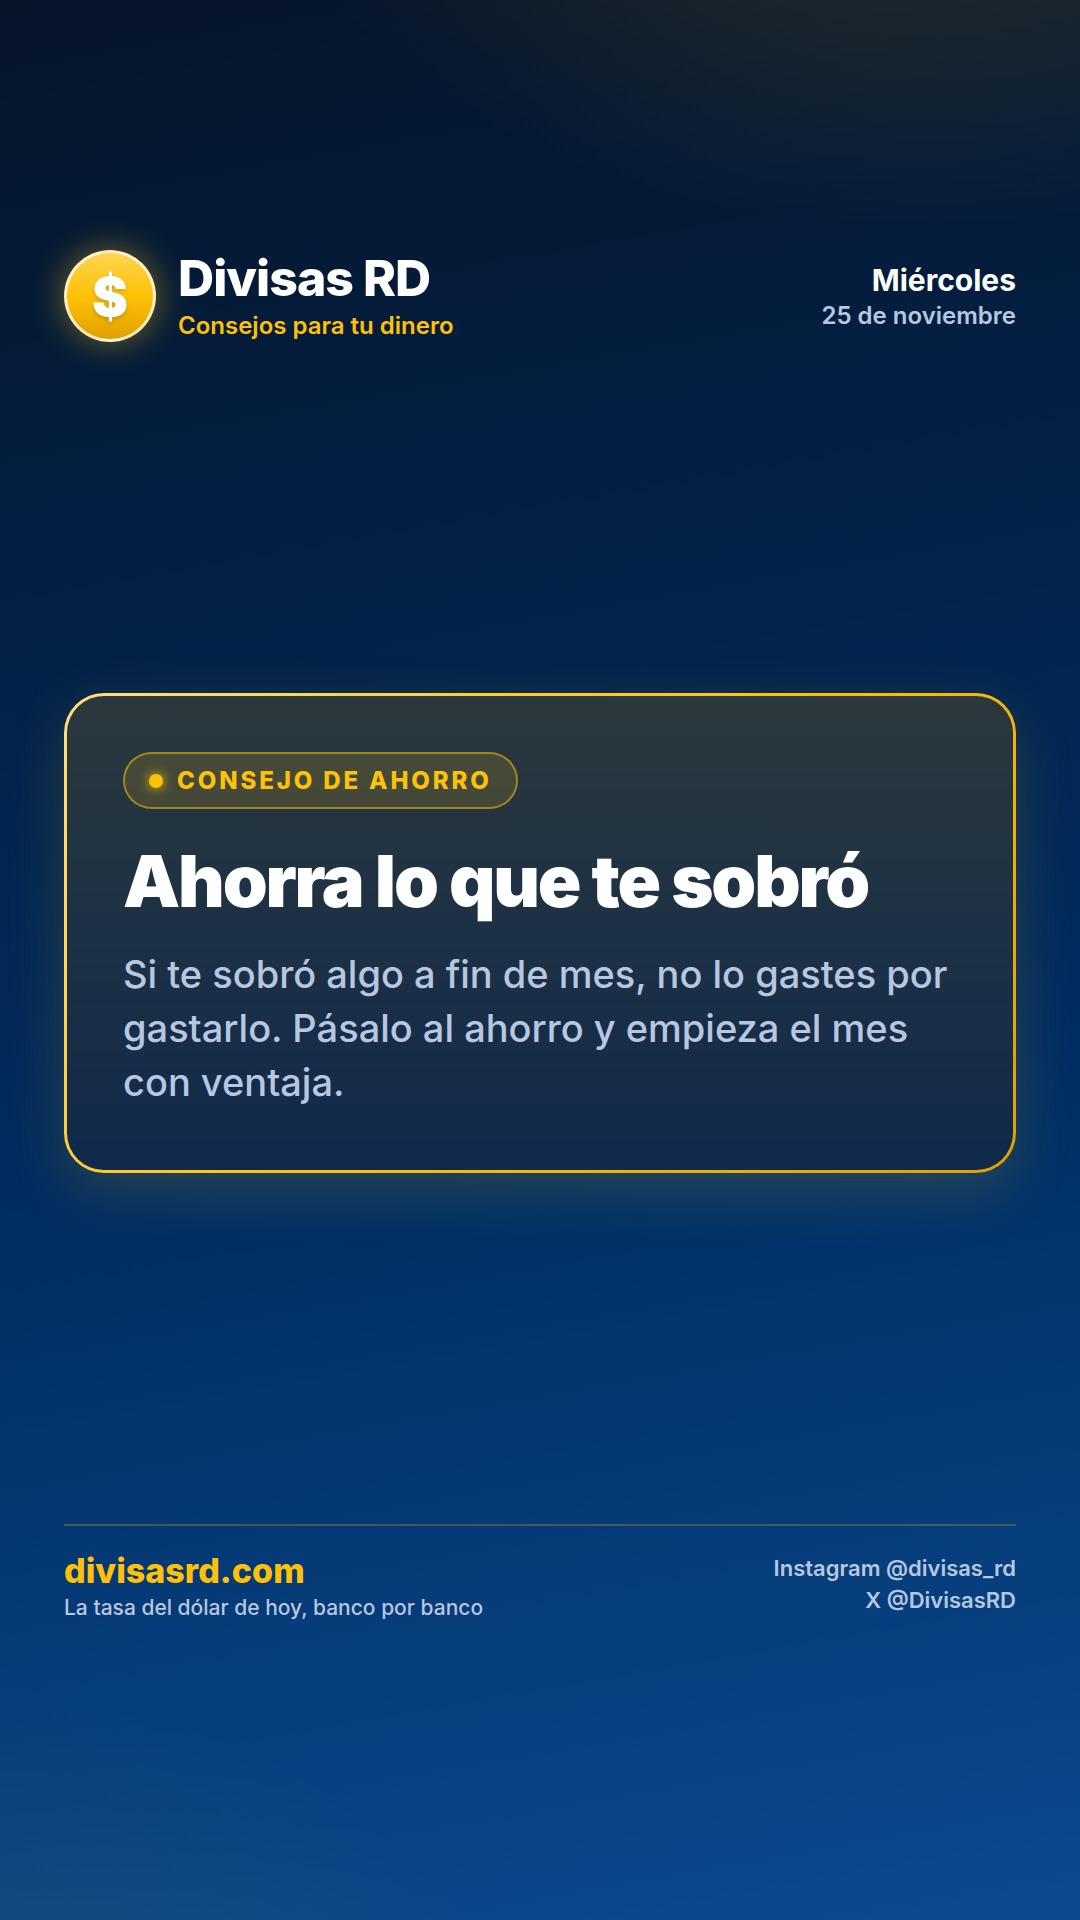 $
Divisas RD
Consejos para tu dinero
Miércoles
25 de noviembre
CONSEJO DE AHORRO
Ahorra lo que te sobró
Si te sobró algo a fin de mes, no lo gastes por
gastarlo. Pásalo al ahorro y empieza el mes
con ventaja.
divisasrd.com
La tasa del dólar de hoy, banco por banco
Instagram @divisas_rd
X @DivisasRD